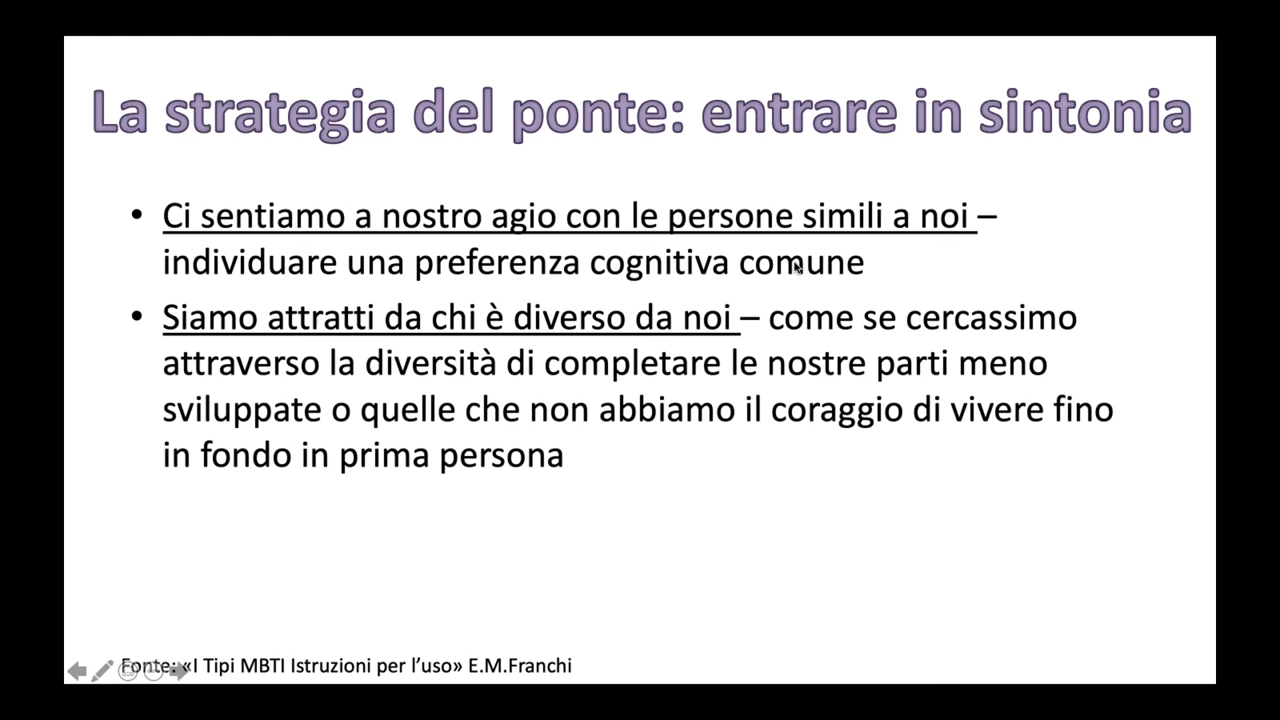 La strategia del ponte: entrare in sintonia
• Ci sentiamo a nostro agio con le persone simili a noi –
individuare una preferenza cognitiva comune
• Siamo attratti da chi è diverso da noi – come se cercassimo
attraverso la diversità di completare le nostre parti meno
sviluppate o quelle che non abbiamo il coraggio di vivere fino
in fondo in prima persona
Fonte: «I Tipi MBTI Istruzioni per l’uso» E.M.Franchi